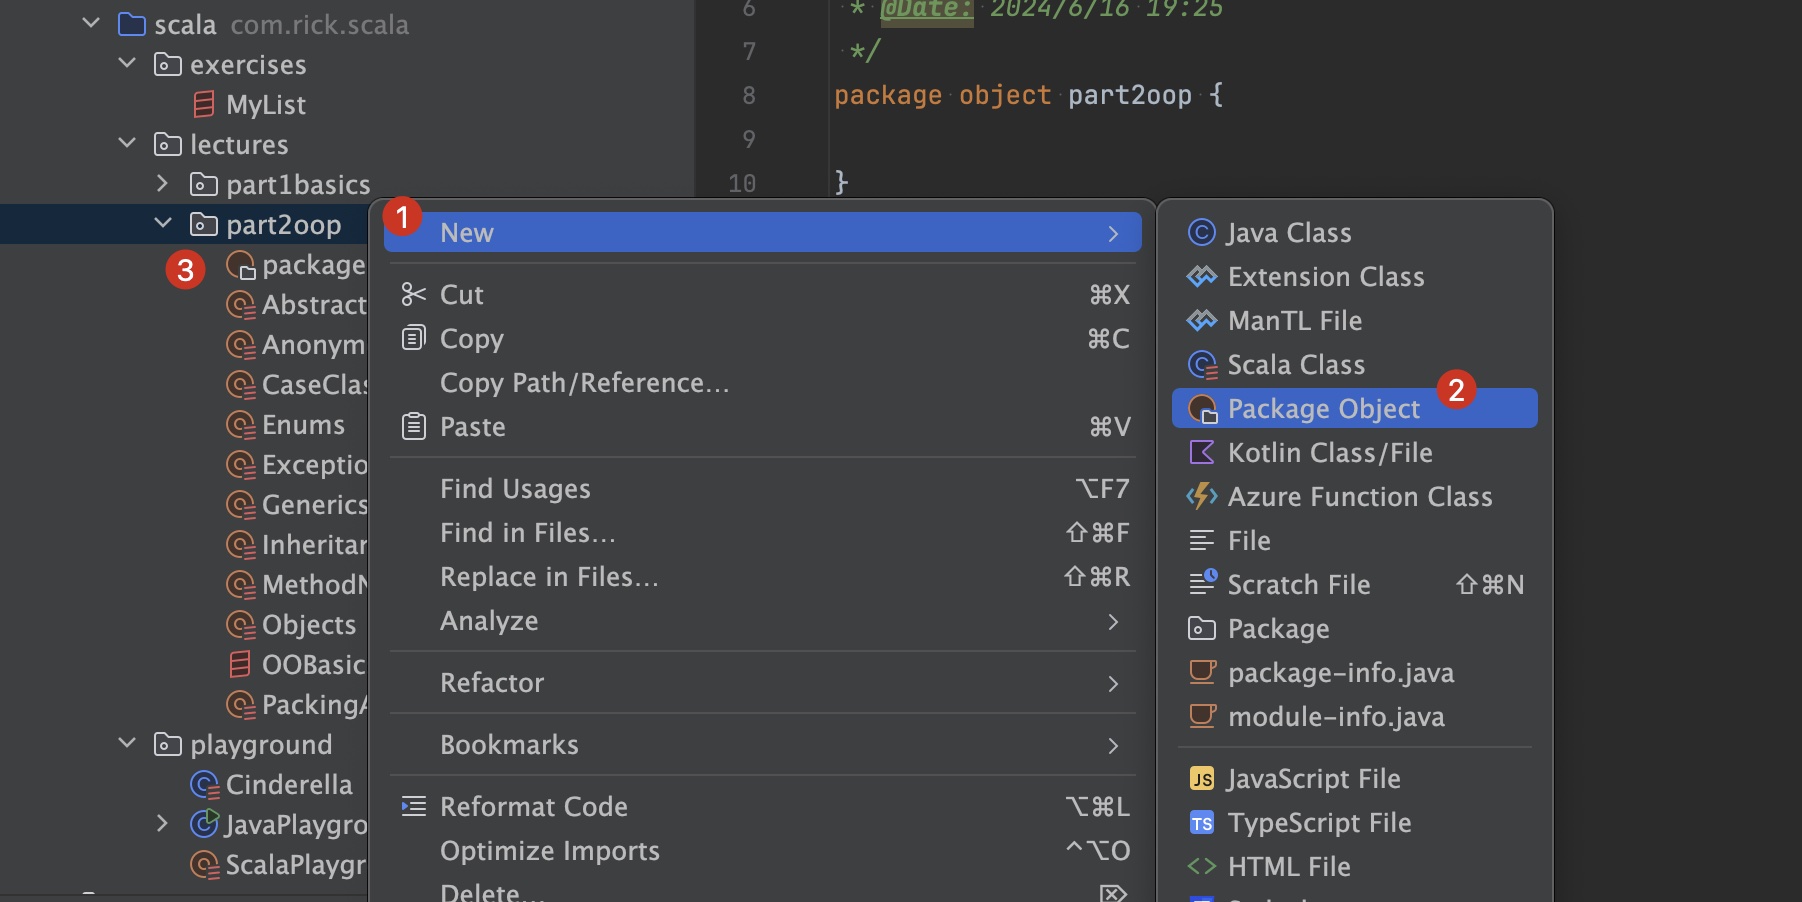 scala com.rick.scala
exercises
MyList
lectures
part1basics
part2oop
3
package
Abstract
Anonym
CaseClas
Enums
Exceptio
Generics
Inheritar
MethodN
Objects
OOBasic
PackingA
playground
Cinderella
JavaPlaygro
ScalaPlaygr
6 * @Date: 2024/6/16 19:25
7 */
8 package object part2oop {
9
10 }
1
New
Cut ⌘X
Copy ⌘C
Copy Path/Reference...
Paste ⌘V
Find Usages ⌥F7
Find in Files... ⇧⌘F
Replace in Files... ⇧⌘R
Analyze
Refactor
Bookmarks
Reformat Code ⌥⌘L
Optimize Imports ^⌥O
Delete... ⌦
Java Class
Extension Class
ManTL File
Scala Class
2
Package Object
Kotlin Class/File
Azure Function Class
File
Scratch File ⇧⌘N
Package
package-info.java
module-info.java
JS JavaScript File
TS TypeScript File
HTML File